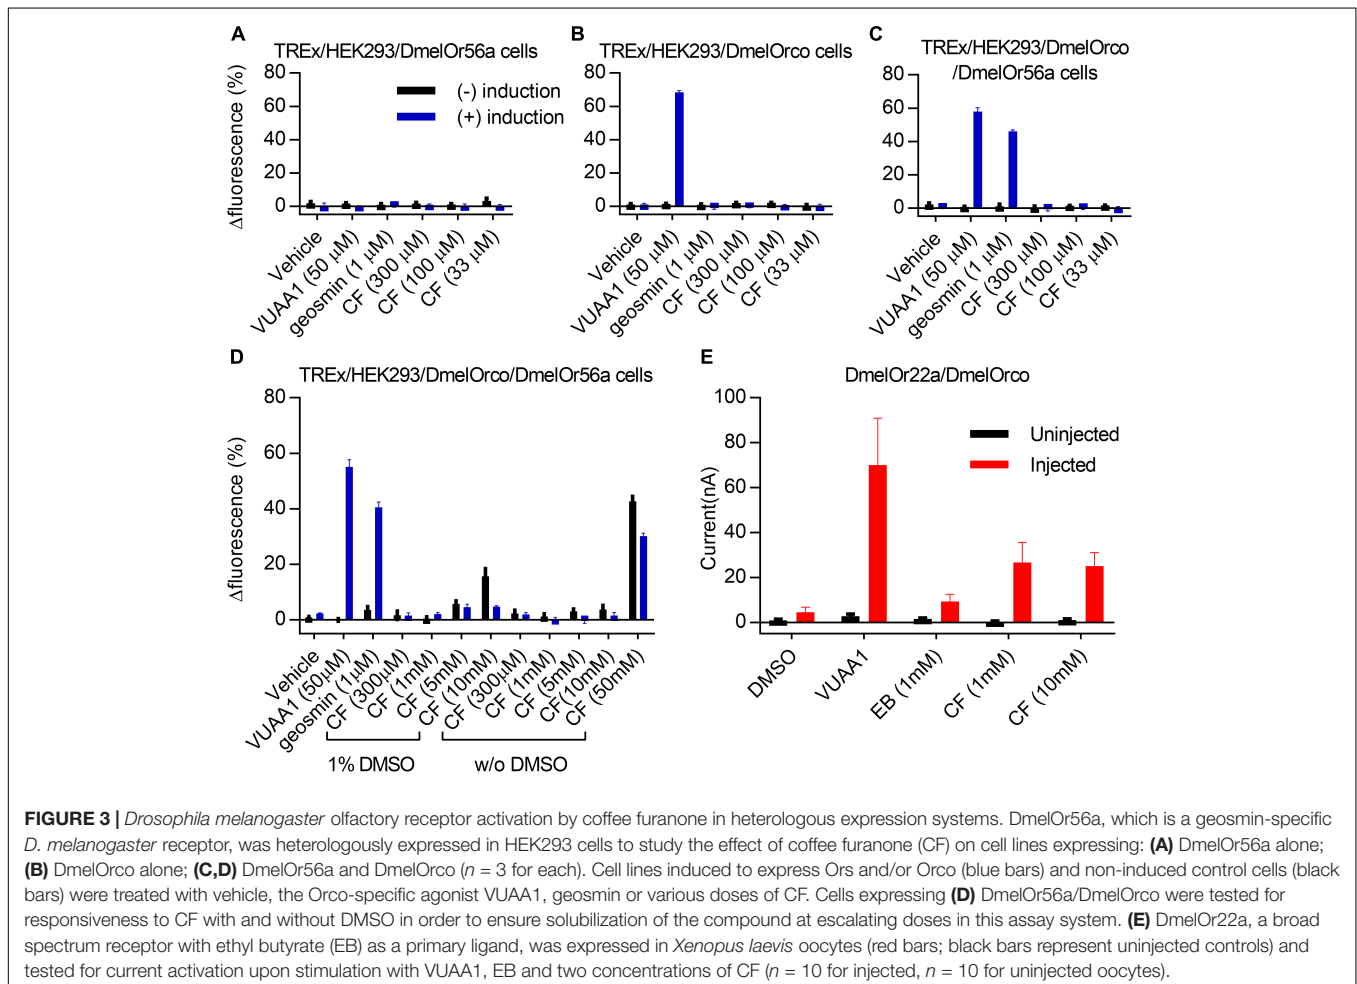 A
TREx/HEK293/DmelOr56a cells
Δfluorescence (%)
80
60
40
20
0
(-) induction
(+) induction
Vehicle
VUAA1 (50 μM)
geosmin (1 μM)
CF (300 μM)
CF (100 μM)
CF (33 μM)
B
TREx/HEK293/DmelOrco cells
80
60
40
20
0
Vehicle
VUAA1 (50 μM)
geosmin (1 μM)
CF (300 μM)
CF (100 μM)
CF (33 μM)
C
TREx/HEK293/DmelOrco
/DmelOr56a cells
80
60
40
20
0
Vehicle
VUAA1 (50 μM)
geosmin (1 μM)
CF (300 μM)
CF (100 μM)
CF (33 μM)
D
TREx/HEK293/DmelOrco/DmelOr56a cells
Δfluorescence (%)
80
60
40
20
0
Vehicle
VUAA1 (50μM)
geosmin (1μM)
CF (300μM)
CF (1mM)
CF (5mM)
CF (10mM)
CF (300μM)
CF (1mM)
CF (5mM)
CF(10mM)
CF (50mM)
1% DMSO
w/o DMSO
E
DmelOr22a/DmelOrco
Current(nA)
100
80
60
40
20
0
Uninjected
Injected
DMSO
VUAA1
EB (1mM)
CF (1mM)
CF (10mM)
FIGURE 3 | Drosophila melanogaster olfactory receptor activation by coffee furanone in heterologous expression systems. DmelOr56a, which is a geosmin-specific
D. melanogaster receptor, was heterologously expressed in HEK293 cells to study the effect of coffee furanone (CF) on cell lines expressing: (A) DmelOr56a alone;
(B) DmelOrco alone; (C,D) DmelOr56a and DmelOrco (n = 3 for each). Cell lines induced to express Ors and/or Orco (blue bars) and non-induced control cells (black
bars) were treated with vehicle, the Orco-specific agonist VUAA1, geosmin or various doses of CF. Cells expressing (D) DmelOr56a/DmelOrco were tested for
responsiveness to CF with and without DMSO in order to ensure solubilization of the compound at escalating doses in this assay system. (E) DmelOr22a, a broad
spectrum receptor with ethyl butyrate (EB) as a primary ligand, was expressed in Xenopus laevis oocytes (red bars; black bars represent uninjected controls) and
tested for current activation upon stimulation with VUAA1, EB and two concentrations of CF (n = 10 for injected, n = 10 for uninjected oocytes).